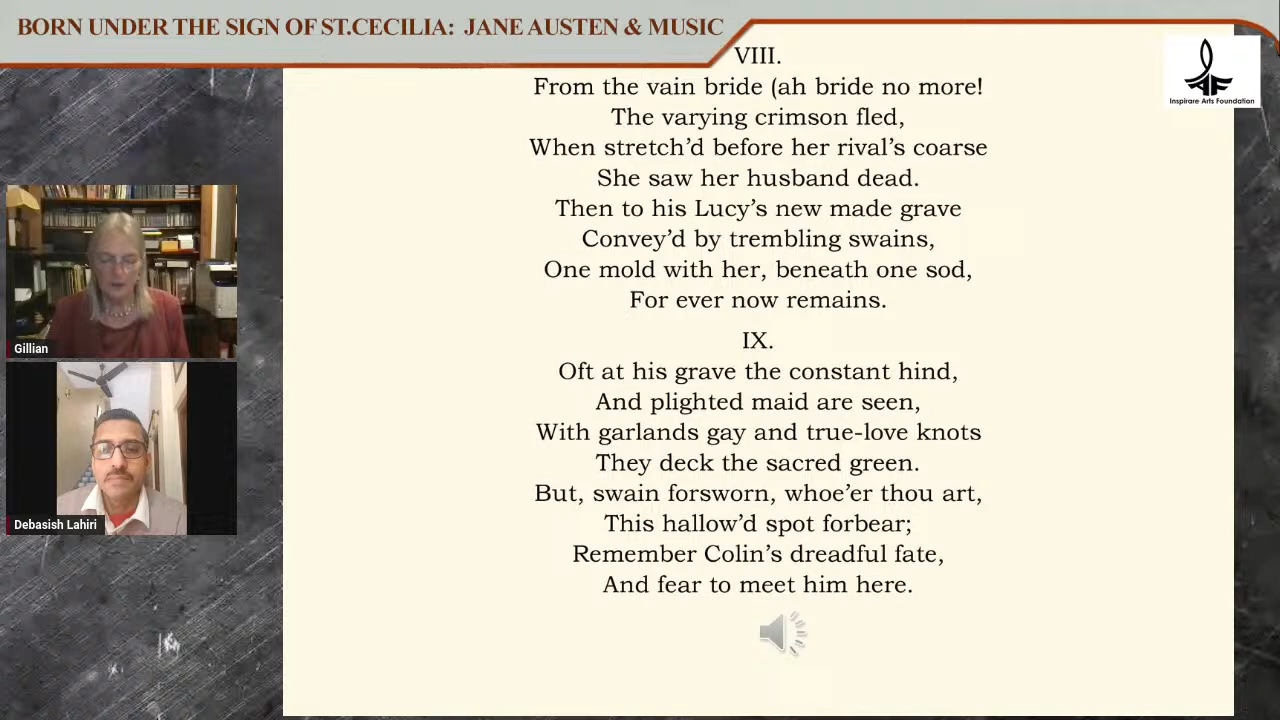 BORN UNDER THE SIGN OF ST.CECILIA: JANE AUSTEN & MUSIC
Inspirare Arts Foundation
VIII.
From the vain bride (ah bride no more!
The varying crimson fled,
When stretch’d before her rival’s coarse
She saw her husband dead.
Then to his Lucy’s new made grave
Convey’d by trembling swains,
One mold with her, beneath one sod,
For ever now remains.
IX.
Oft at his grave the constant hind,
And plighted maid are seen,
With garlands gay and true-love knots
They deck the sacred green.
But, swain forsworn, whoe’er thou art,
This hallow’d spot forbear;
Remember Colin’s dreadful fate,
And fear to meet him here.
Gillian
Debasish Lahiri